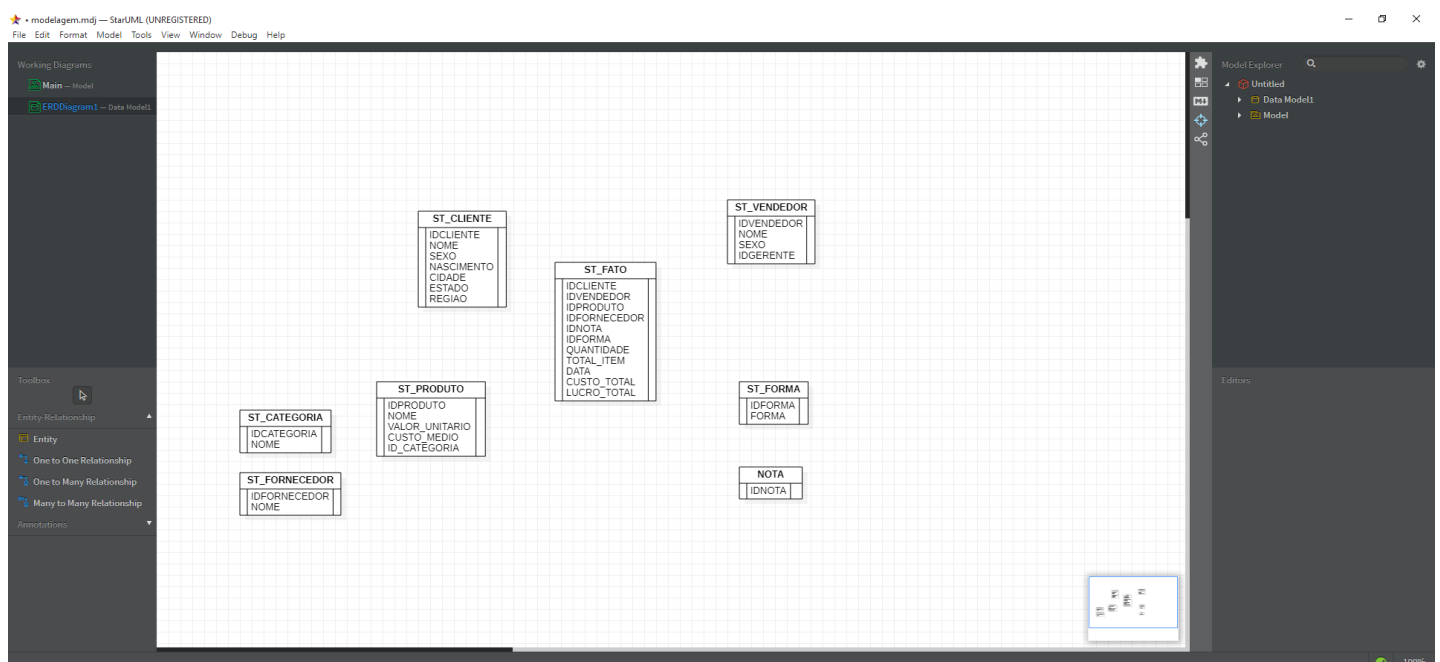 • modelagem.mdj — StarUML (UNREGISTERED)
File Edit Format Model Tools View Window Debug Help
Working Diagrams
Main — Model
ERDDiagram1 — Data Model1
Toolbox
Entity-Relationship
Entity
One to One Relationship
One to Many Relationship
Many to Many Relationship
Annotations
ST_CLIENTE
IDCLIENTE
NOME
SEXO
NASCIMENTO
CIDADE
ESTADO
REGIAO
ST_VENDEDOR
IDVENDEDOR
NOME
SEXO
IDGERENTE
ST_FATO
IDCLIENTE
IDVENDEDOR
IDPRODUTO
IDFORNECEDOR
IDNOTA
IDFORMA
QUANTIDADE
TOTAL_ITEM
DATA
CUSTO_TOTAL
LUCRO_TOTAL
ST_PRODUTO
IDPRODUTO
NOME
VALOR_UNITARIO
CUSTO_MEDIO
ID_CATEGORIA
ST_CATEGORIA
IDCATEGORIA
NOME
ST_FORNECEDOR
IDFORNECEDOR
NOME
ST_FORMA
IDFORMA
FORMA
NOTA
IDNOTA
Model Explorer
Untitled
Data Model1
Model
Editors
100%